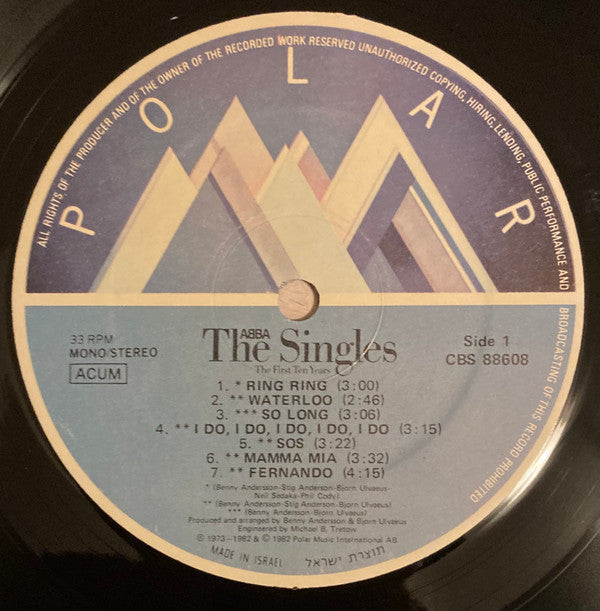 ALL RIGHTS OF THE PRODUCER AND OF THE OWNER OF THE RECORDED WORK RESERVED UNAUTHORIZED COPYING, HIRING, LENDING, PUBLIC PERFORMANCE AND BROADCASTING OF THIS RECORD PROHIBITED
POLAR
33 RPM
MONO/STEREO
ACUM
ABBA
The Singles
The First Ten Years
Side 1
CBS 88608
1. * RING RING (3:00)
2. ** WATERLOO (2:46)
3. *** SO LONG (3:06)
4. ** I DO, I DO, I DO, I DO, I DO (3:15)
5. ** SOS (3:22)
6. ** MAMMA MIA (3:32)
7. ** FERNANDO (4:15)
* (Benny Andersson-Stig Anderson-Bjorn Ulvaeus-
Neil Sedaka-Phil Cody)
** (Benny Andersson-Stig Anderson-Bjorn Ulvaeus)
*** (Benny Andersson-Bjorn Ulvaeus)
Produced and arranged by Benny Andersson & Bjorn Ulvaeus
Engineered by Michael B. Tretow
℗ 1973-1982 & © 1982 Polar Music International AB
MADE IN ISRAEL תוצרת ישראל